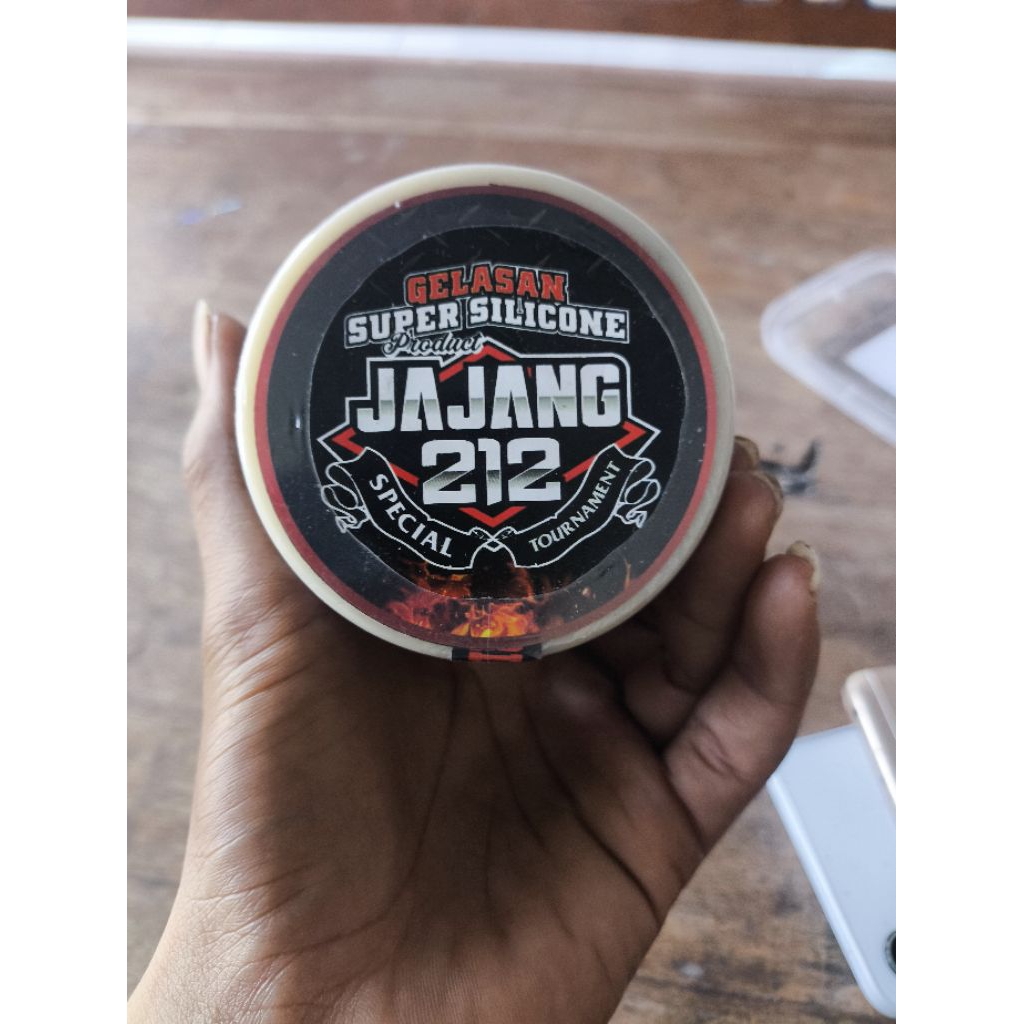 GELASAN
SUPER SILICONE
Product
JAJANG
212
SPECIAL
TOURNAMENT